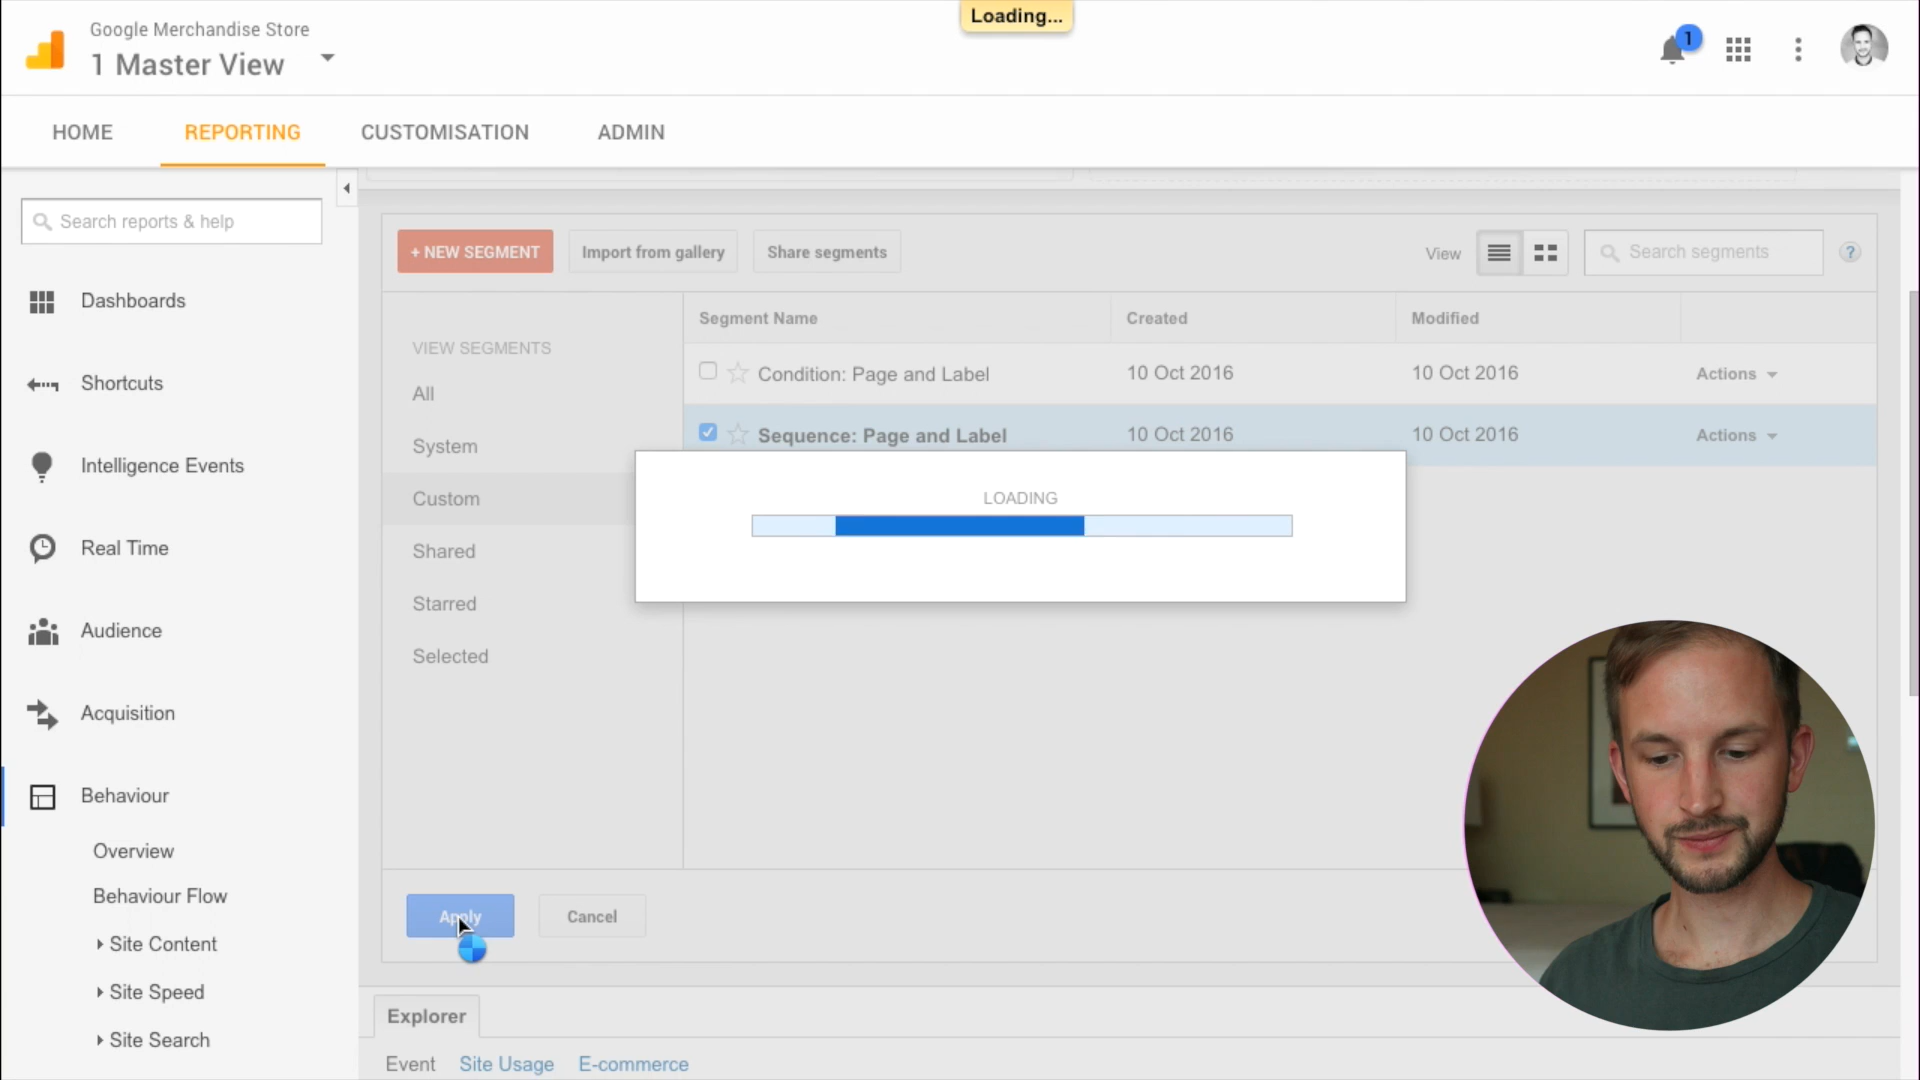 Google Merchandise Store
1 Master View
Loading...
1
HOME
REPORTING
CUSTOMISATION
ADMIN
Search reports & help
Dashboards
Shortcuts
Intelligence Events
Real Time
Audience
Acquisition
Behaviour
Overview
Behaviour Flow
Site Content
Site Speed
Site Search
+ NEW SEGMENT
Import from gallery
Share segments
View
Search segments
?
VIEW SEGMENTS
All
System
Custom
Shared
Starred
Selected
Segment Name Created Modified
Condition: Page and Label 10 Oct 2016 10 Oct 2016 Actions
Sequence: Page and Label 10 Oct 2016 10 Oct 2016 Actions
LOADING
Apply
Cancel
Explorer
Event Site Usage E-commerce